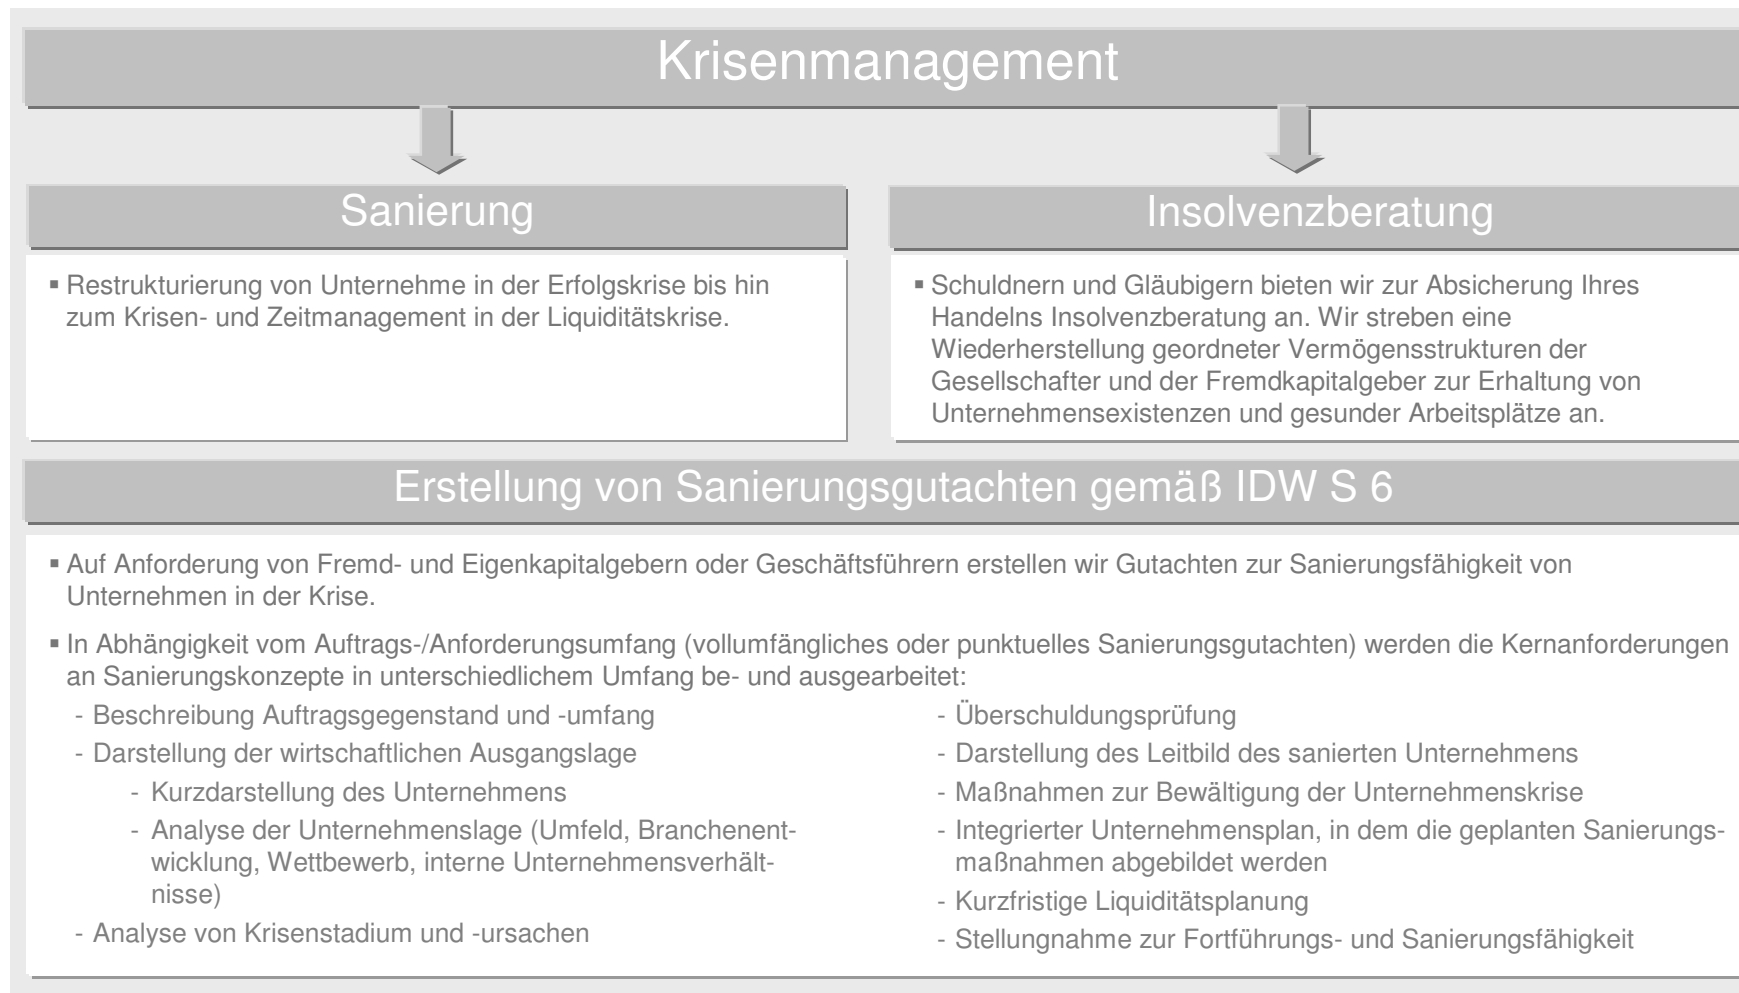 Krisenmanagement
Sanierung
▪ Restrukturierung von Unternehme in der Erfolgskrise bis hin
zum Krisen- und Zeitmanagement in der Liquiditätskrise.
Insolvenzberatung
▪ Schuldnern und Gläubigern bieten wir zur Absicherung Ihres
Handelns Insolvenzberatung an. Wir streben eine
Wiederherstellung geordneter Vermögensstrukturen der
Gesellschafter und der Fremdkapitalgeber zur Erhaltung von
Unternehmensexistenzen und gesunder Arbeitsplätze an.
Erstellung von Sanierungsgutachten gemäß IDW S 6
▪ Auf Anforderung von Fremd- und Eigenkapitalgebern oder Geschäftsführern erstellen wir Gutachten zur Sanierungsfähigkeit von
Unternehmen in der Krise.
▪ In Abhängigkeit vom Auftrags-/Anforderungsumfang (vollumfängliches oder punktuelles Sanierungsgutachten) werden die Kernanforderungen
an Sanierungskonzepte in unterschiedlichem Umfang be- und ausgearbeitet:
- Beschreibung Auftragsgegenstand und -umfang
- Darstellung der wirtschaftlichen Ausgangslage
- Kurzdarstellung des Unternehmens
- Analyse der Unternehmenslage (Umfeld, Branchenent-
wicklung, Wettbewerb, interne Unternehmensverhält-
nisse)
- Analyse von Krisenstadium und -ursachen
- Überschuldungsprüfung
- Darstellung des Leitbild des sanierten Unternehmens
- Maßnahmen zur Bewältigung der Unternehmenskrise
- Integrierter Unternehmensplan, in dem die geplanten Sanierungs-
maßnahmen abgebildet werden
- Kurzfristige Liquiditätsplanung
- Stellungnahme zur Fortführungs- und Sanierungsfähigkeit